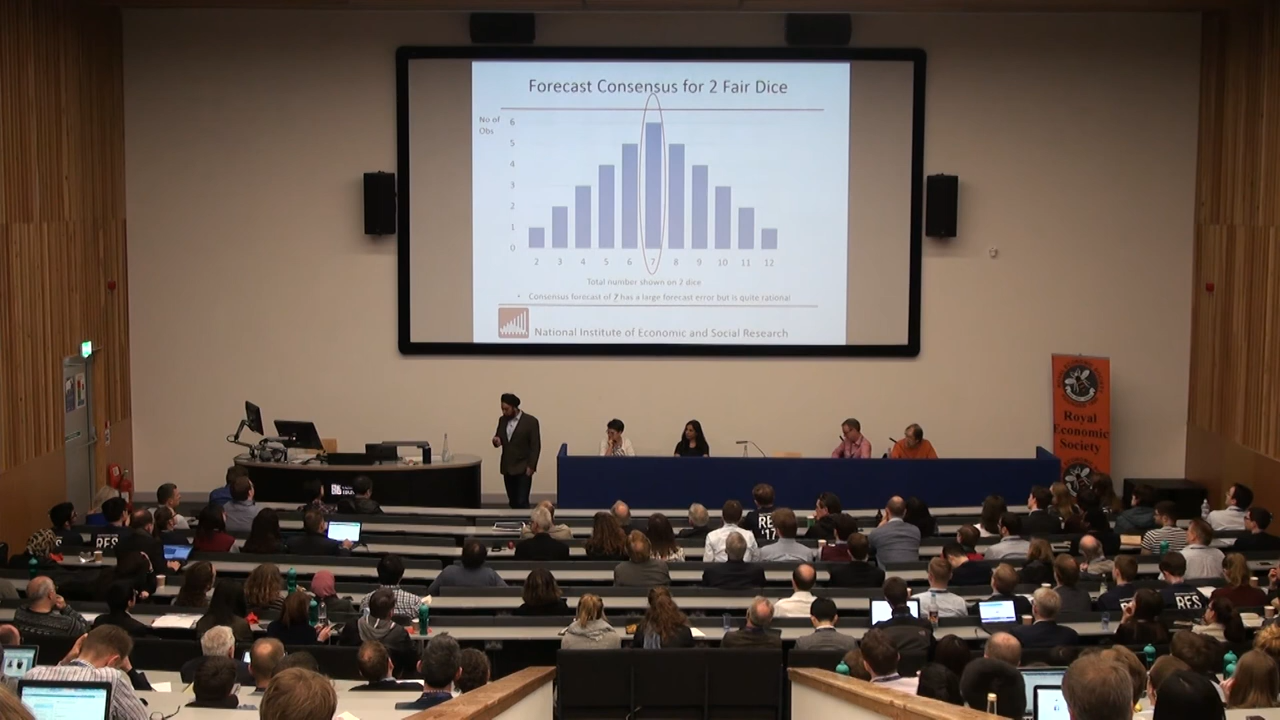 Forecast Consensus for 2 Fair Dice
No of
Obs
6
5
4
3
2
1
0
2 3 4 5 6 7 8 9 10 11 12
Total number shown on 2 dice
• Consensus forecast of 7 has a large forecast error but is quite rational
National Institute of Economic and Social Research
Royal
Economic
Society
RES
RE
'17
RES